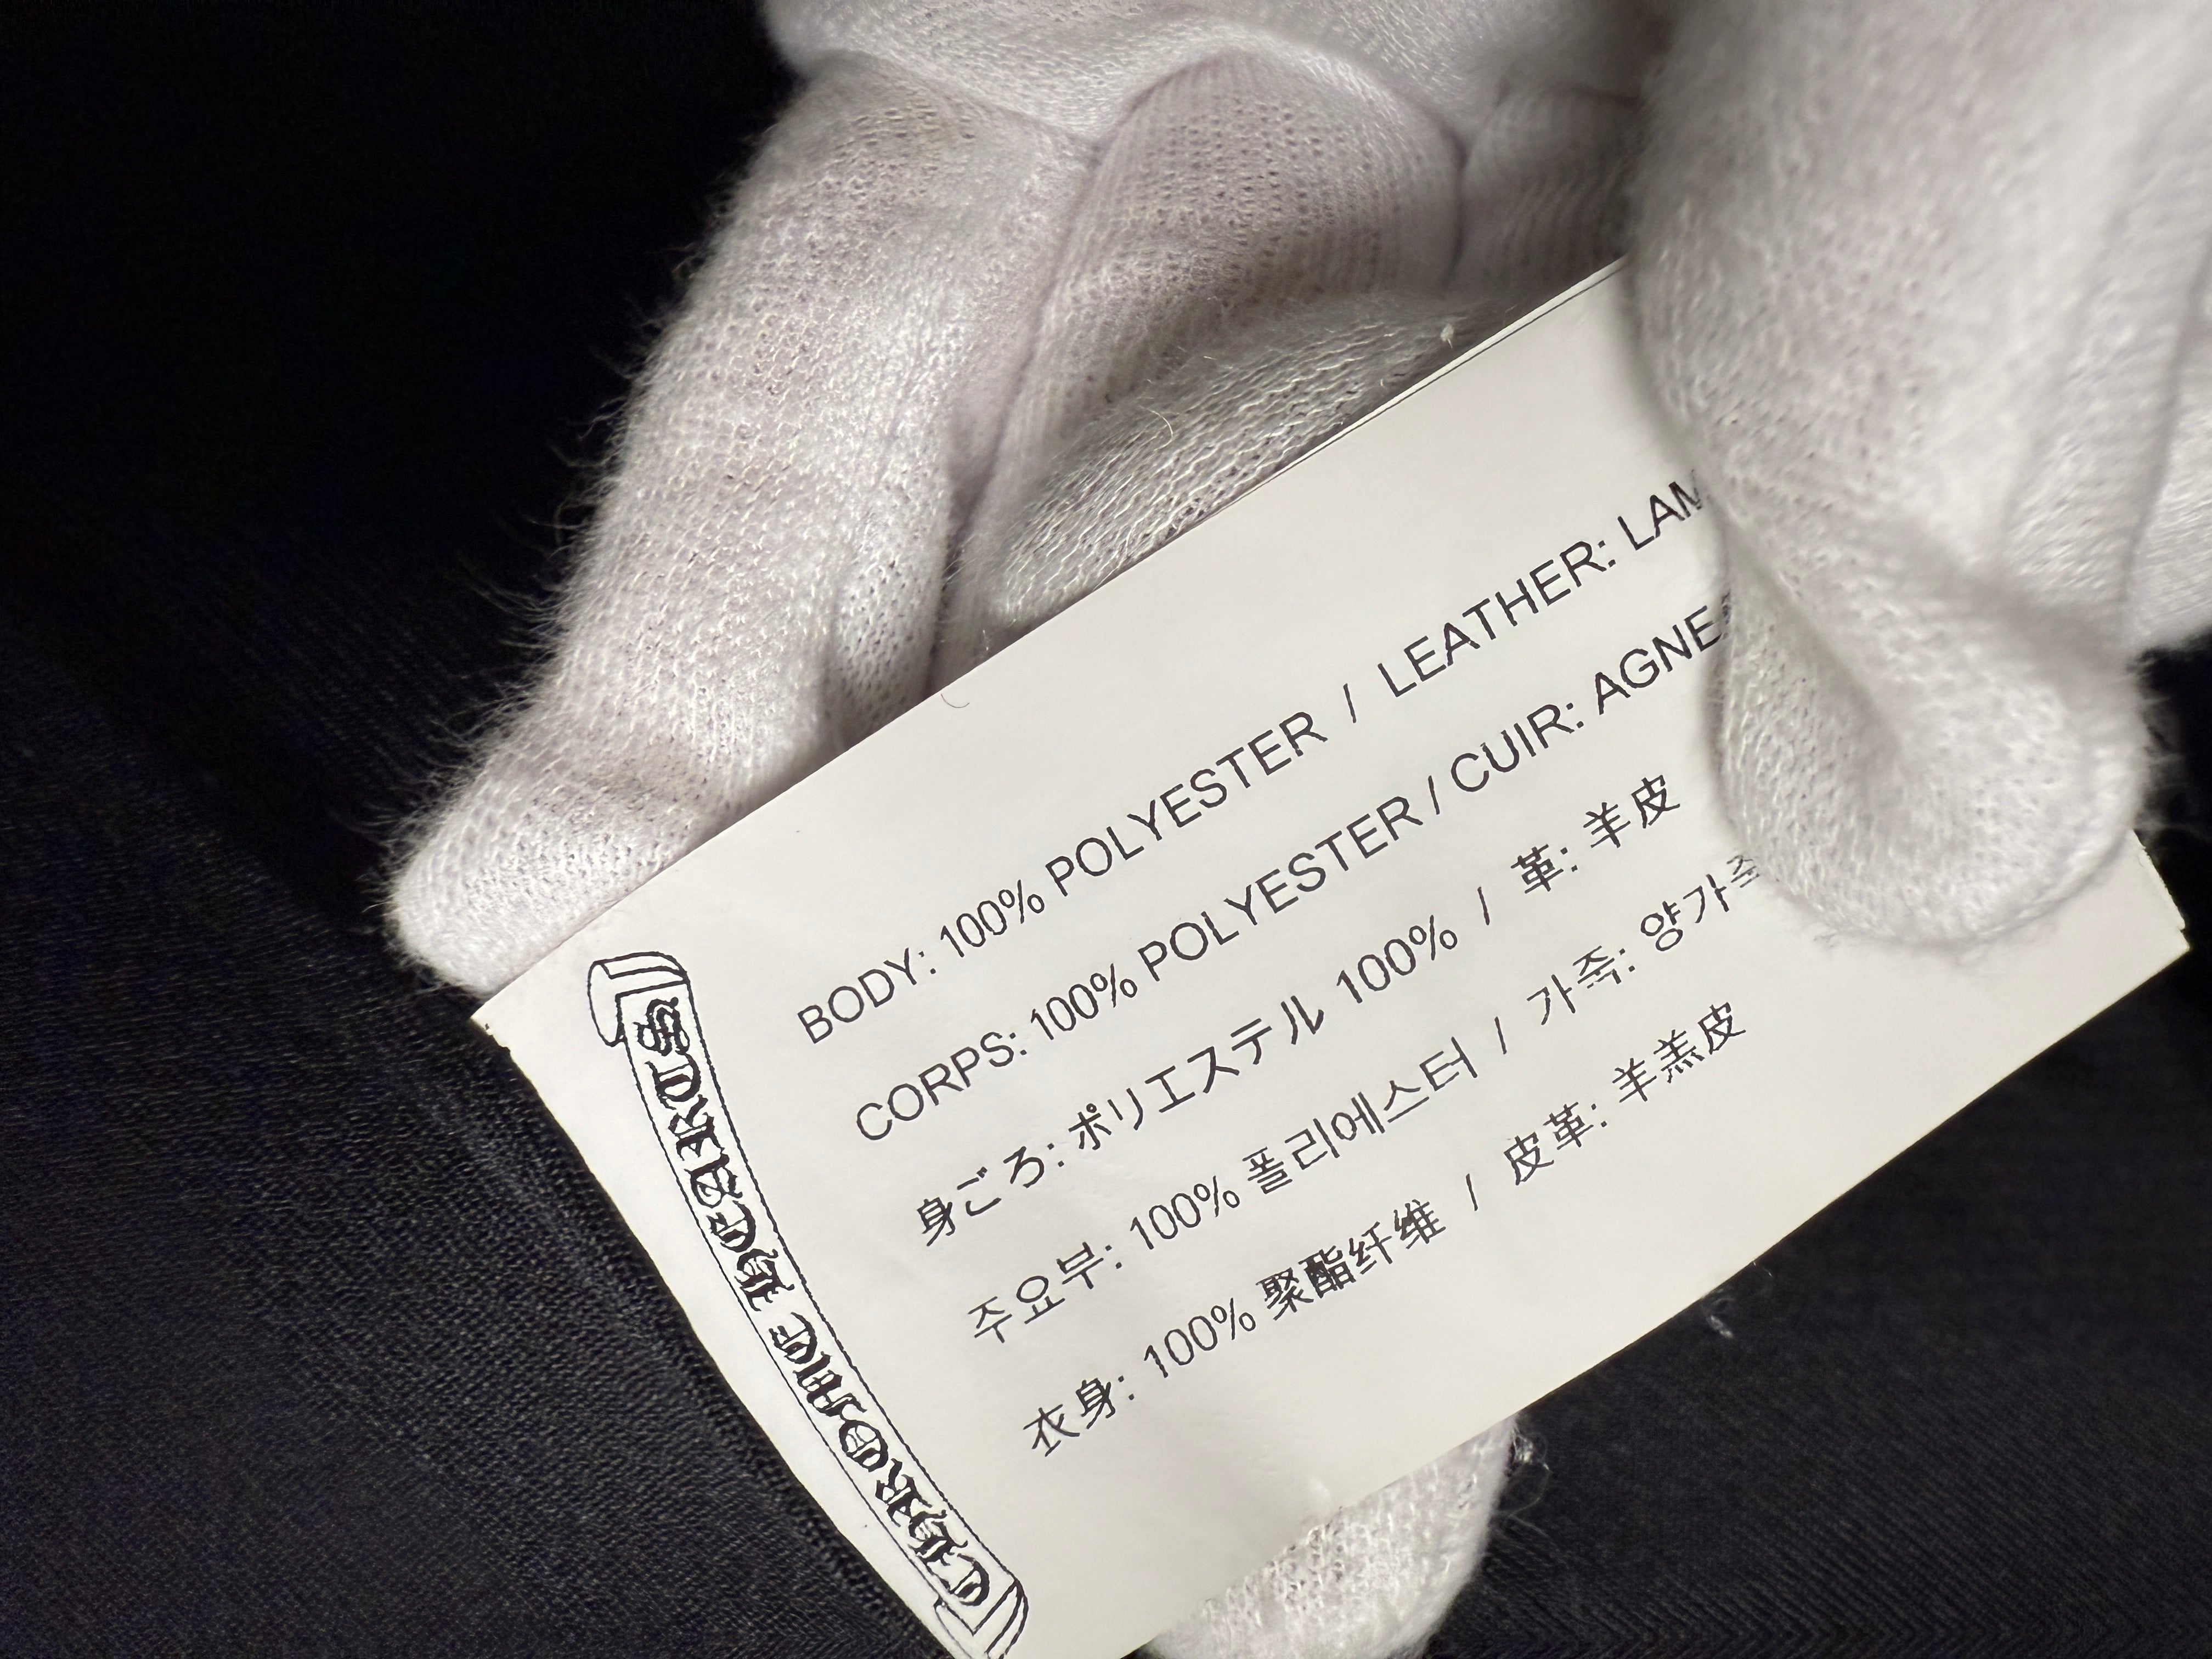 CHROME HEARTS
BODY: 100% POLYESTER / LEATHER:
CORPS: 100% POLYESTER / CUIR:
身ごろ: ポリエステル 100% / 革: 羊皮
주요부: 100% 폴리에스터 / 가죽:
衣身: 100% 聚酯纤维 / 皮革: 羊羔皮